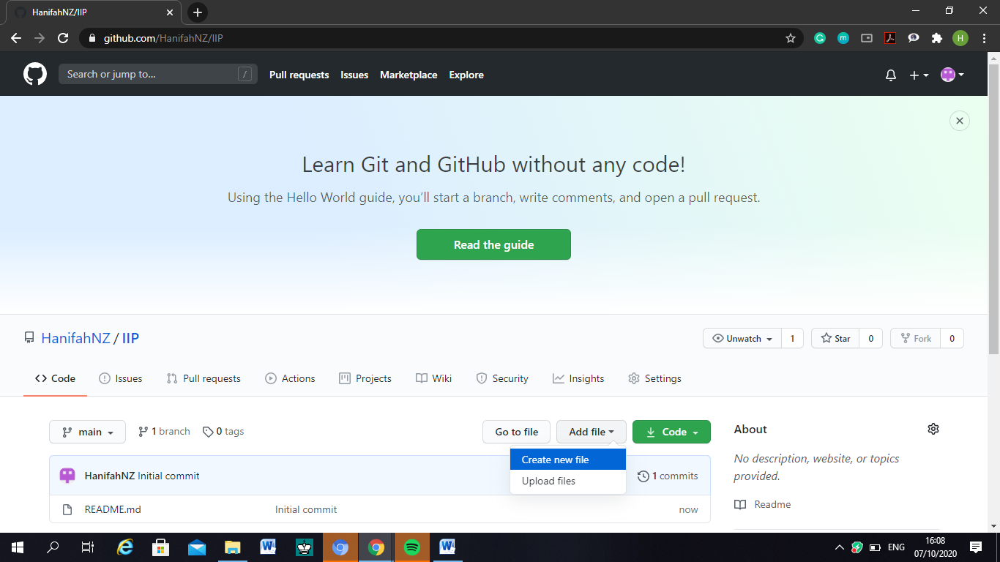 HanifahNZ/IIP
github.com/HanifahNZ/IIP
H
Search or jump to... /
Pull requests Issues Marketplace Explore
Learn Git and GitHub without any code!
Using the Hello World guide, you'll start a branch, write comments, and open a pull request.
Read the guide
HanifahNZ / IIP
Unwatch 1 Star 0 Fork 0
Code Issues Pull requests Actions Projects Wiki Security Insights Settings
main 1 branch 0 tags Go to file Add file Code
About
Create new file
Upload files
HanifahNZ Initial commit 1 commits
No description, website, or topics
provided.
README.md Initial commit now
Readme
ENG
16:08
07/10/2020